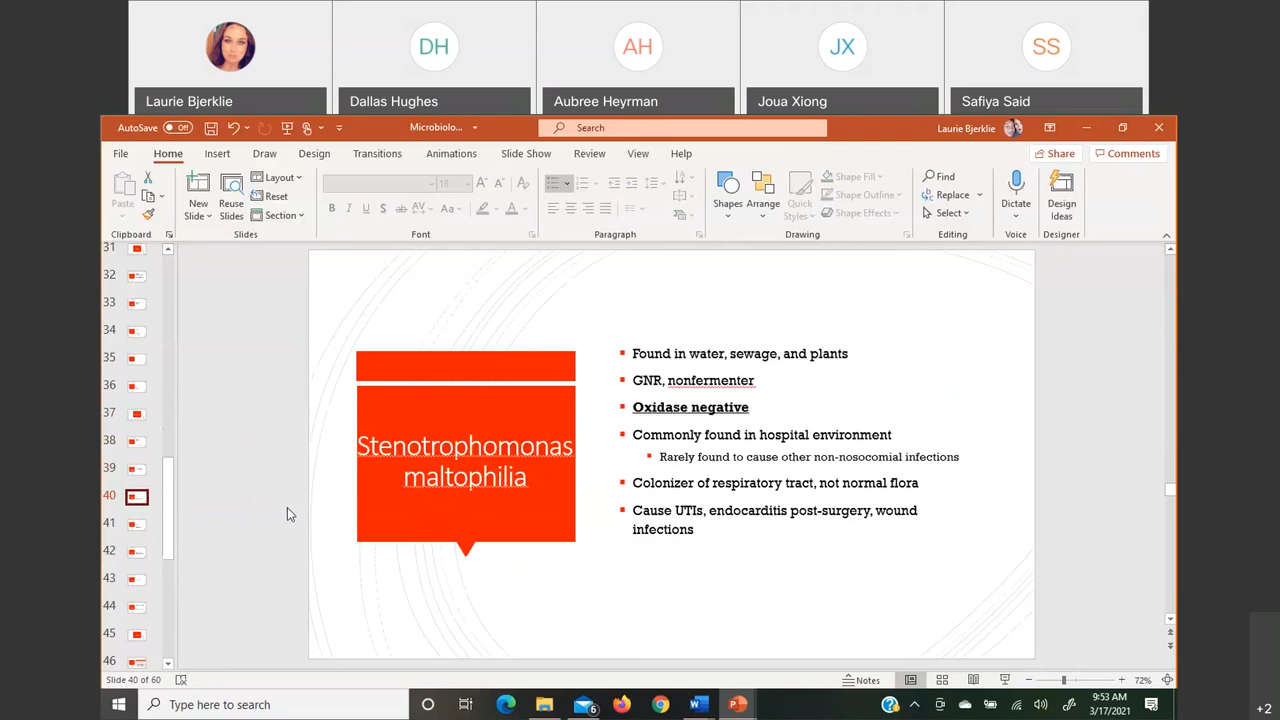 DH
AH
JX
SS
Laurie Bjerklie
Dallas Hughes
Aubree Heyrman
Joua Xiong
Safiya Said
AutoSave Off
Microbiolo...
Search
Laurie Bjerklie
File Home Insert Draw Design Transitions Animations Slide Show Review View Help
Share Comments
Paste
New
Slide
Reuse
Slides
Layout
Reset
Section
18
Shapes
Arrange
Quick
Styles
Shape Fill
Shape Outline
Shape Effects
Find
Replace
Select
Dictate
Design
Ideas
Clipboard Slides Font Paragraph Drawing Editing Voice Designer
31
32
33
34
35
36
37
38
39
40
41
42
43
44
45
46
Stenotrophomonas
maltophilia
Found in water, sewage, and plants
GNR, nonfermenter
Oxidase negative
Commonly found in hospital environment
Rarely found to cause other non-nosocomial infections
Colonizer of respiratory tract, not normal flora
Cause UTIs, endocarditis post-surgery, wound
infections
Slide 40 of 60
Notes
72%
Type here to search
9:53 AM
3/17/2021
+2